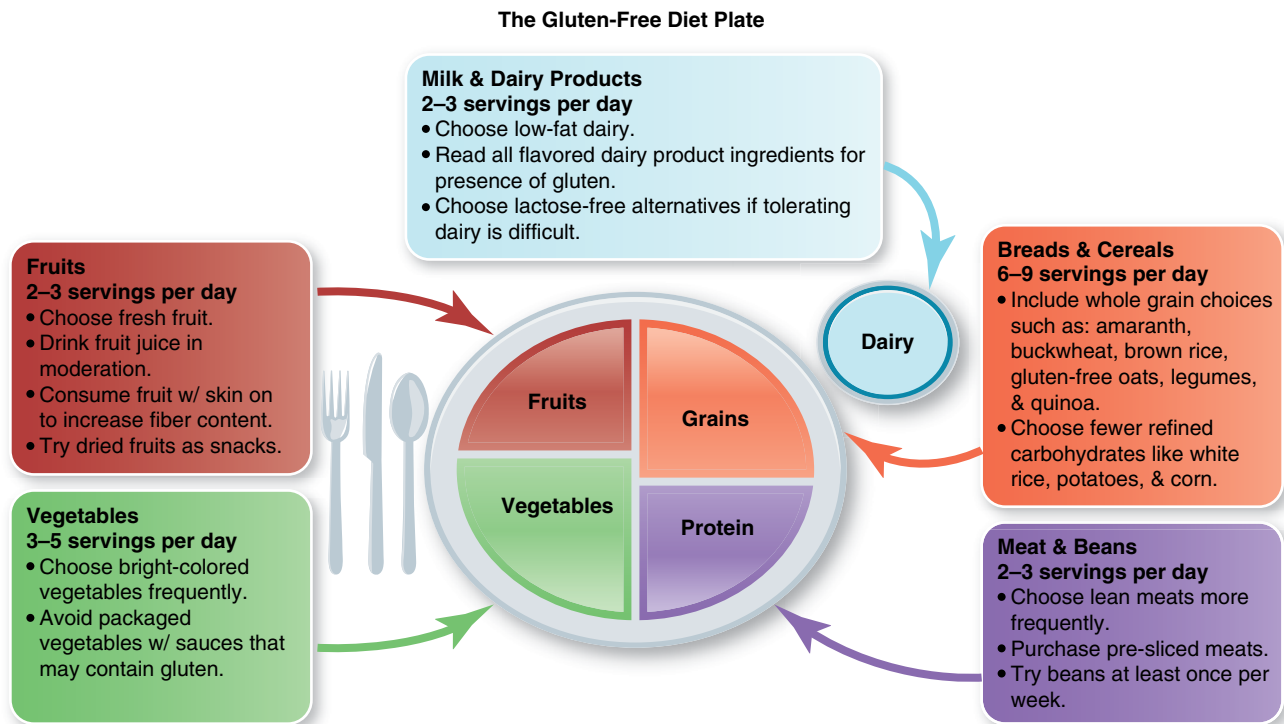 The Gluten-Free Diet Plate
Milk & Dairy Products
2–3 servings per day
• Choose low-fat dairy.
• Read all flavored dairy product ingredients for
presence of gluten.
• Choose lactose-free alternatives if tolerating
dairy is difficult.
Fruits
2–3 servings per day
• Choose fresh fruit.
• Drink fruit juice in
moderation.
• Consume fruit w/ skin on
to increase fiber content.
• Try dried fruits as snacks.
Breads & Cereals
6–9 servings per day
• Include whole grain choices
such as: amaranth,
buckwheat, brown rice,
gluten-free oats, legumes,
& quinoa.
• Choose fewer refined
carbohydrates like white
rice, potatoes, & corn.
Dairy
Fruits
Grains
Vegetables
Protein
Vegetables
3–5 servings per day
• Choose bright-colored
vegetables frequently.
• Avoid packaged
vegetables w/ sauces that
may contain gluten.
Meat & Beans
2–3 servings per day
• Choose lean meats more
frequently.
• Purchase pre-sliced meats.
• Try beans at least once per
week.